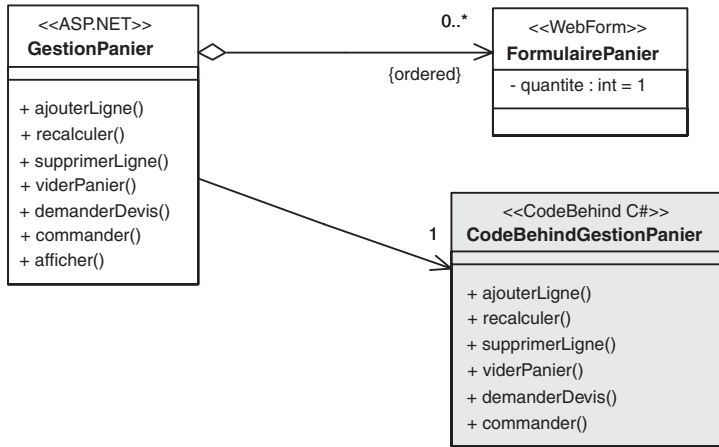 <<ASP.NET>>
GestionPanier
+ ajouterLigne()
+ recalculer()
+ supprimerLigne()
+ viderPanier()
+ demanderDevis()
+ commander()
+ afficher()
0..*
{ordered}
<<WebForm>>
FormulairePanier
- quantite : int = 1
1
<<CodeBehind C#>>
CodeBehindGestionPanier
+ ajouterLigne()
+ recalculer()
+ supprimerLigne()
+ viderPanier()
+ demanderDevis()
+ commander()